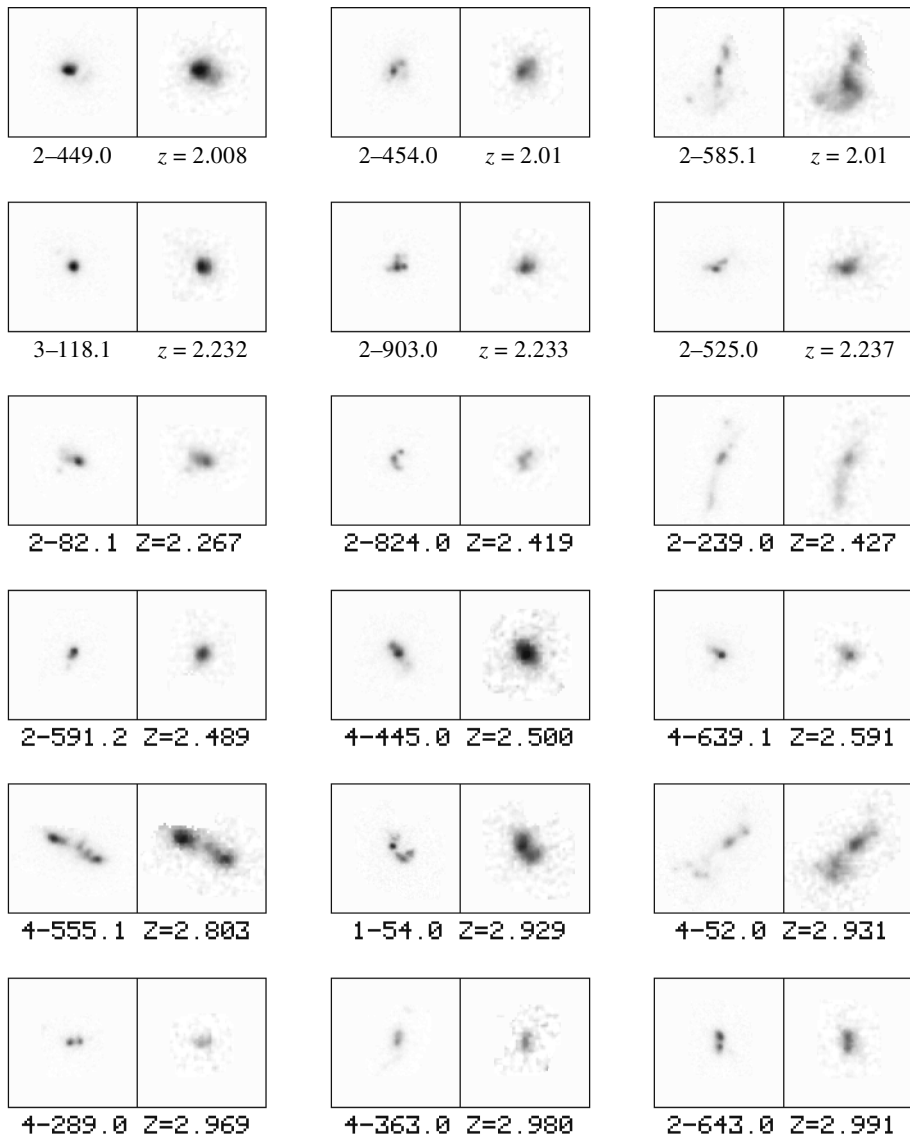 2–449.0 z = 2.008 2–454.0 z = 2.01 2–585.1 z = 2.01
3–118.1 z = 2.232 2–903.0 z = 2.233 2–525.0 z = 2.237
2-82.1 Z=2.267 2-824.0 Z=2.419 2-239.0 Z=2.427
2-591.2 Z=2.489 4-445.0 Z=2.500 4-639.1 Z=2.591
4-555.1 Z=2.803 1-54.0 Z=2.929 4-52.0 Z=2.931
4-289.0 Z=2.969 4-363.0 Z=2.980 2-643.0 Z=2.991